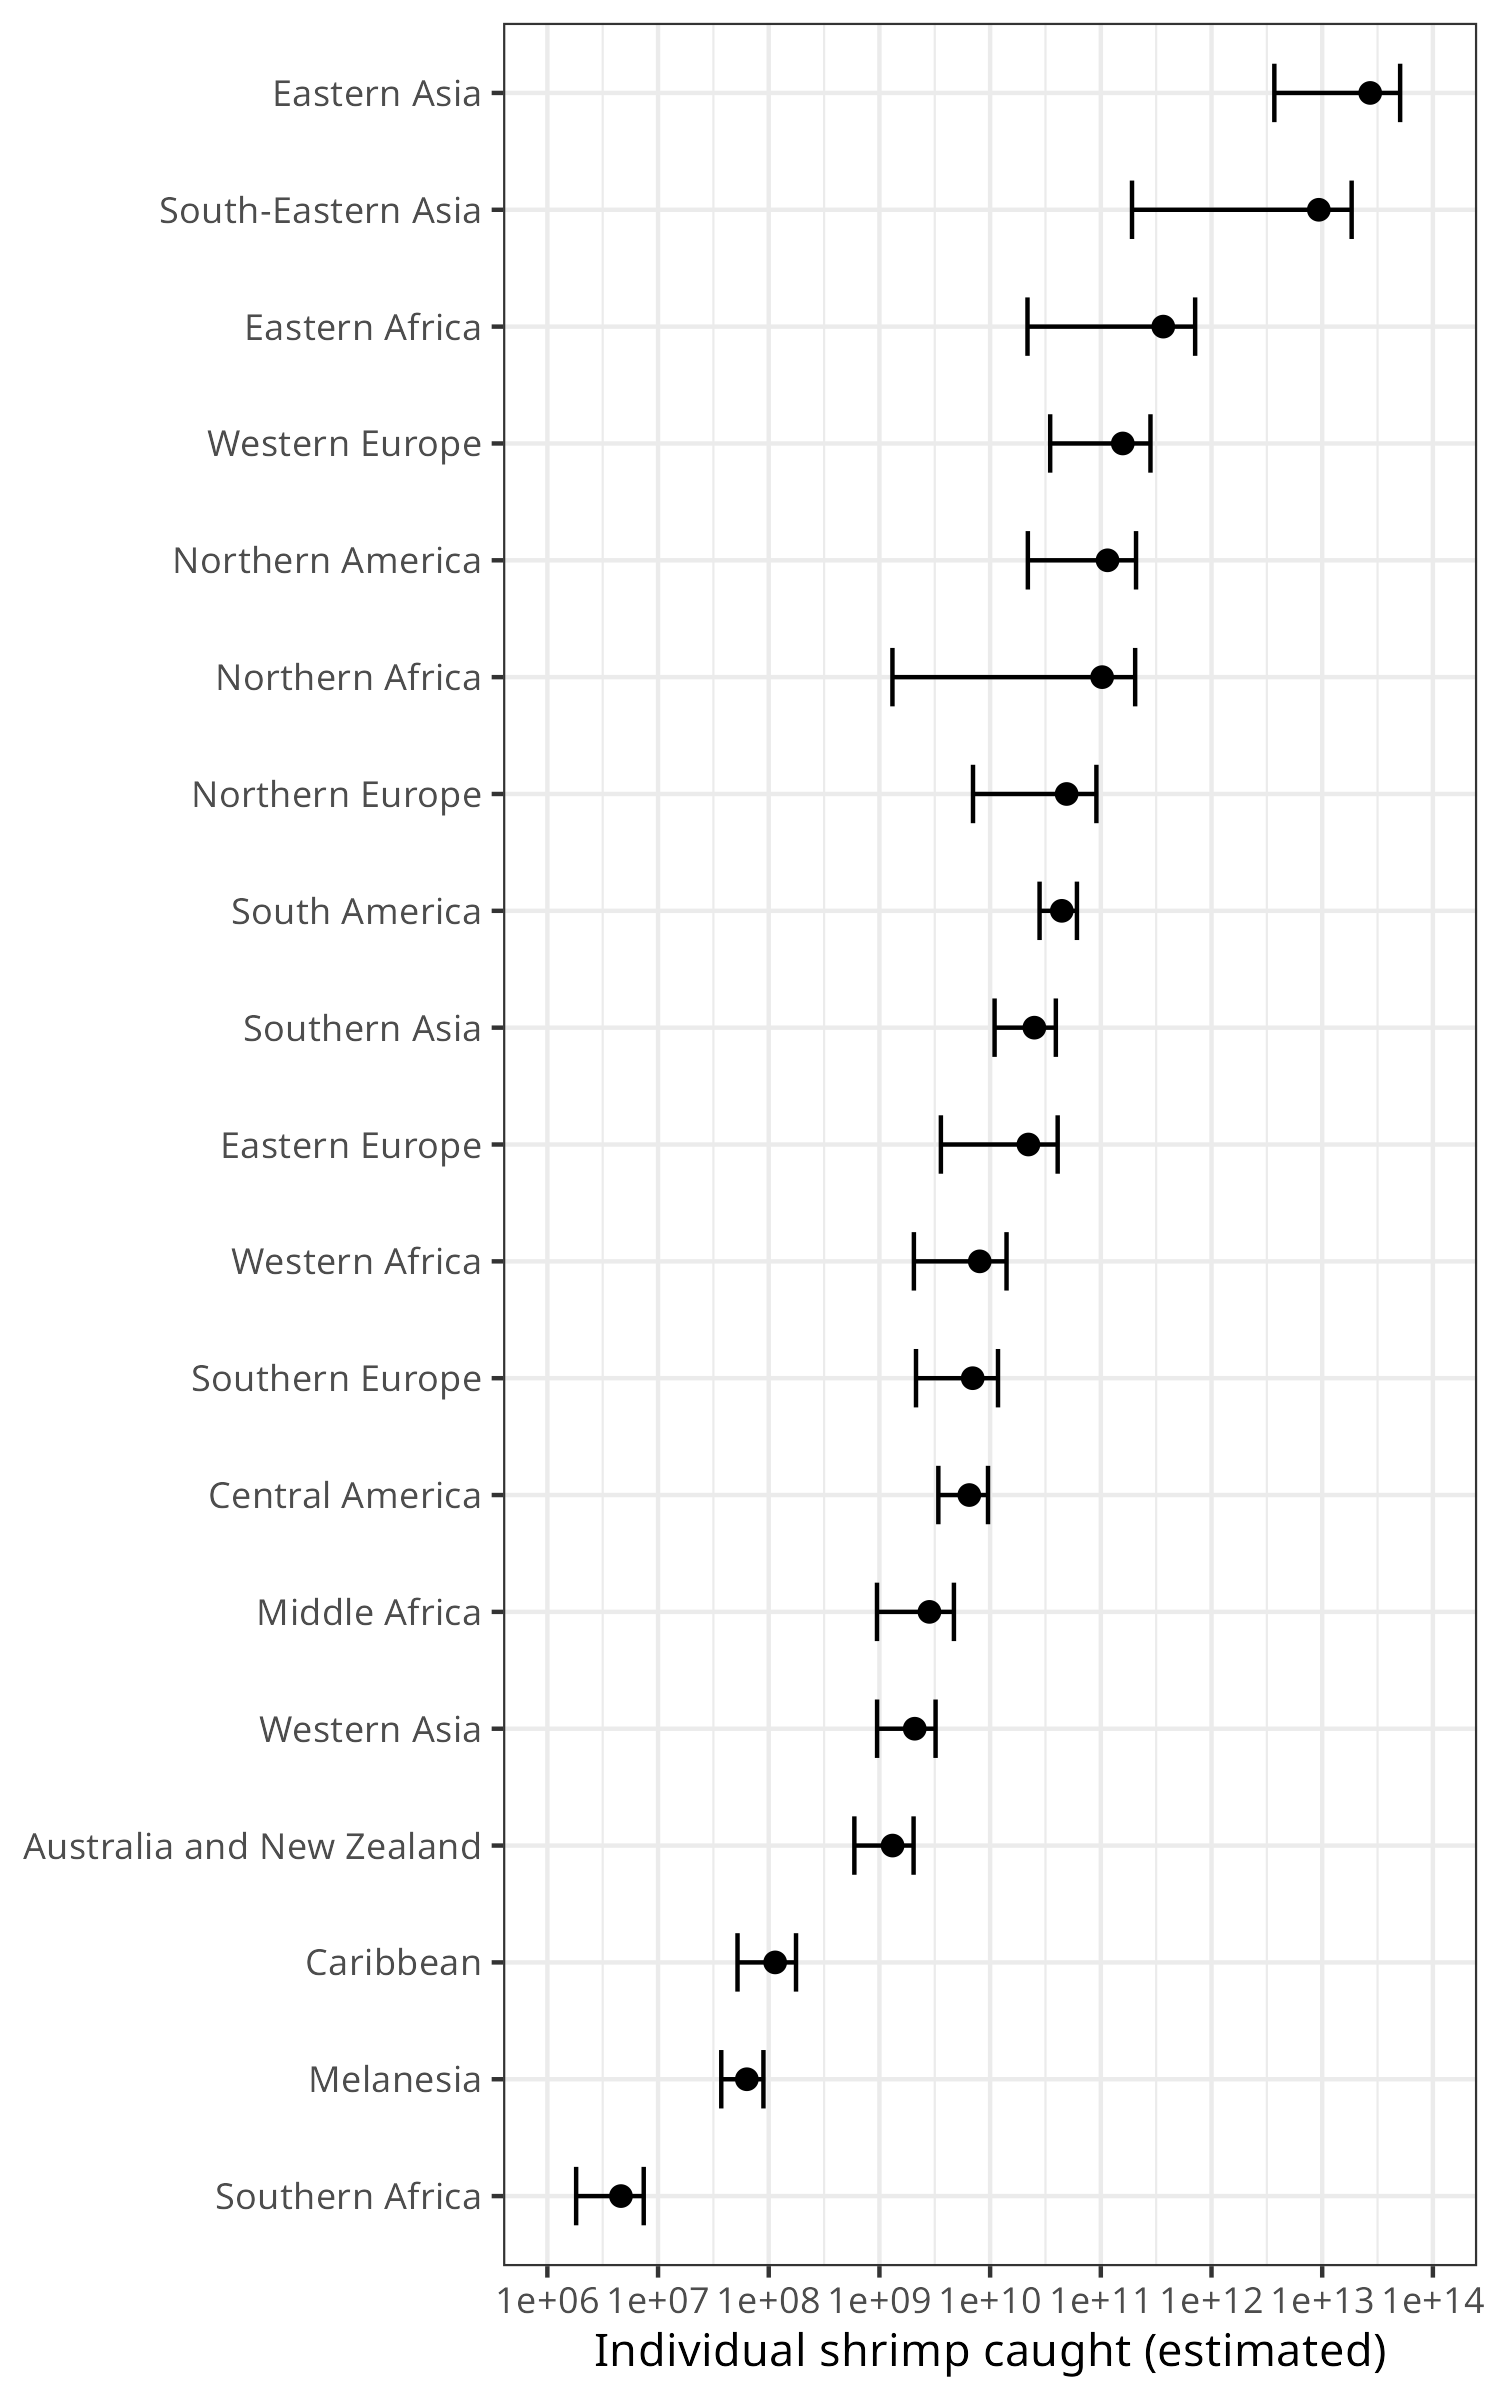 Eastern Asia
South-Eastern Asia
Eastern Africa
Western Europe
Northern America
Northern Africa
Northern Europe
South America
Southern Asia
Eastern Europe
Western Africa
Southern Europe
Central America
Middle Africa
Western Asia
Australia and New Zealand
Caribbean
Melanesia
Southern Africa
1e+06 1e+07 1e+08 1e+09 1e+10 1e+11 1e+12 1e+13 1e+14
Individual shrimp caught (estimated)